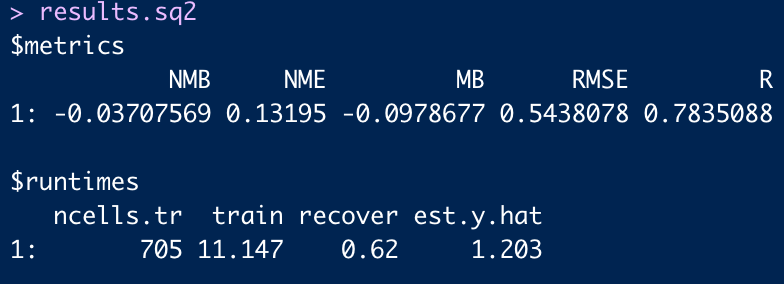 > results.sq2
$metrics
NMB NME MB RMSE R
1: -0.03707569 0.13195 -0.0978677 0.5438078 0.7835088
$runtimes
ncells.tr train recover est.y.hat
1: 705 11.147 0.62 1.203